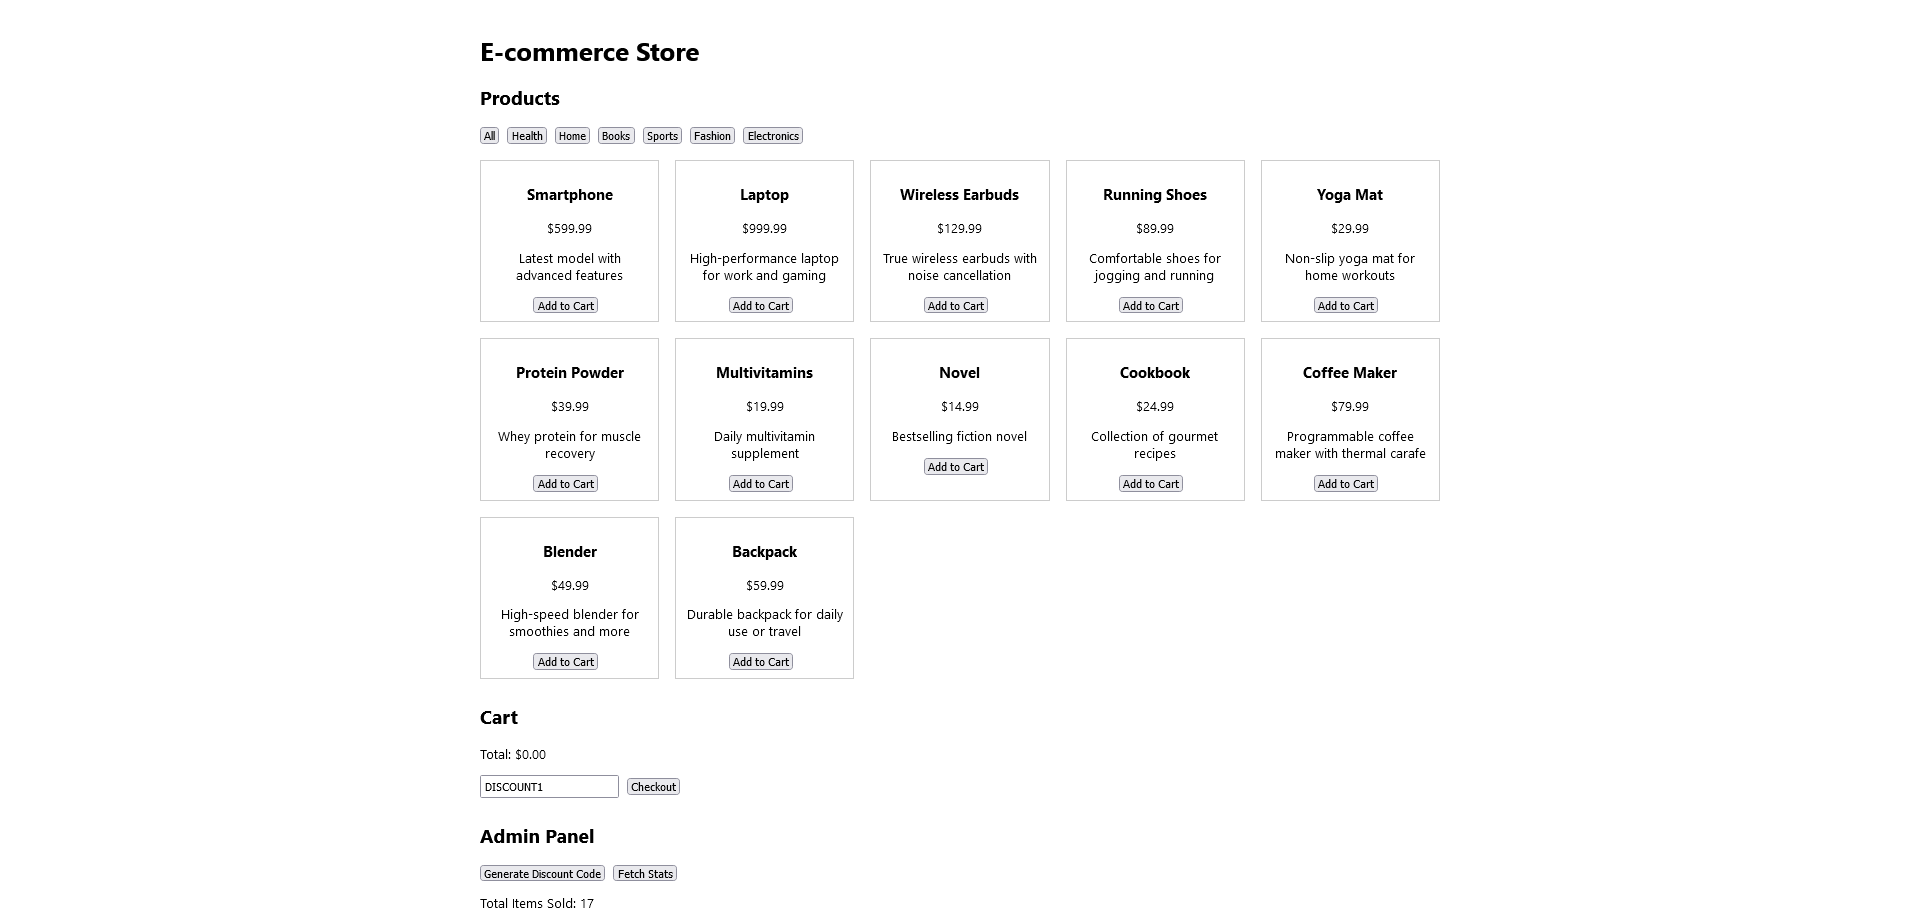 E-commerce Store
Products
All Health Home Books Sports Fashion Electronics
Smartphone
$599.99
Latest model with
advanced features
Add to Cart
Laptop
$999.99
High-performance laptop
for work and gaming
Add to Cart
Wireless Earbuds
$129.99
True wireless earbuds with
noise cancellation
Add to Cart
Running Shoes
$89.99
Comfortable shoes for
jogging and running
Add to Cart
Yoga Mat
$29.99
Non-slip yoga mat for
home workouts
Add to Cart
Protein Powder
$39.99
Whey protein for muscle
recovery
Add to Cart
Multivitamins
$19.99
Daily multivitamin
supplement
Add to Cart
Novel
$14.99
Bestselling fiction novel
Add to Cart
Cookbook
$24.99
Collection of gourmet
recipes
Add to Cart
Coffee Maker
$79.99
Programmable coffee
maker with thermal carafe
Add to Cart
Blender
$49.99
High-speed blender for
smoothies and more
Add to Cart
Backpack
$59.99
Durable backpack for daily
use or travel
Add to Cart
Cart
Total: $0.00
DISCOUNT1 Checkout
Admin Panel
Generate Discount Code Fetch Stats
Total Items Sold: 17